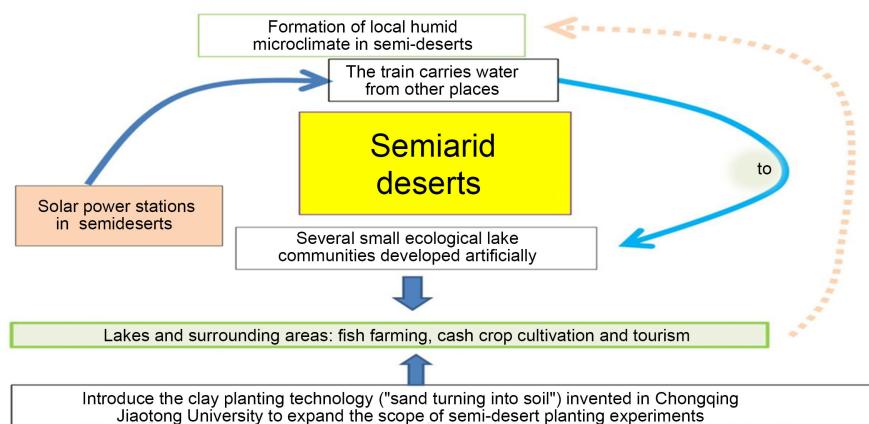 Formation of local humid
microclimate in semi-deserts
The train carries water
from other places
Semiarid
deserts
to
Solar power stations
in semideserts
Several small ecological lake
communities developed artificially
Lakes and surrounding areas: fish farming, cash crop cultivation and tourism
Introduce the clay planting technology ("sand turning into soil") invented in Chongqing
Jiaotong University to expand the scope of semi-desert planting experiments